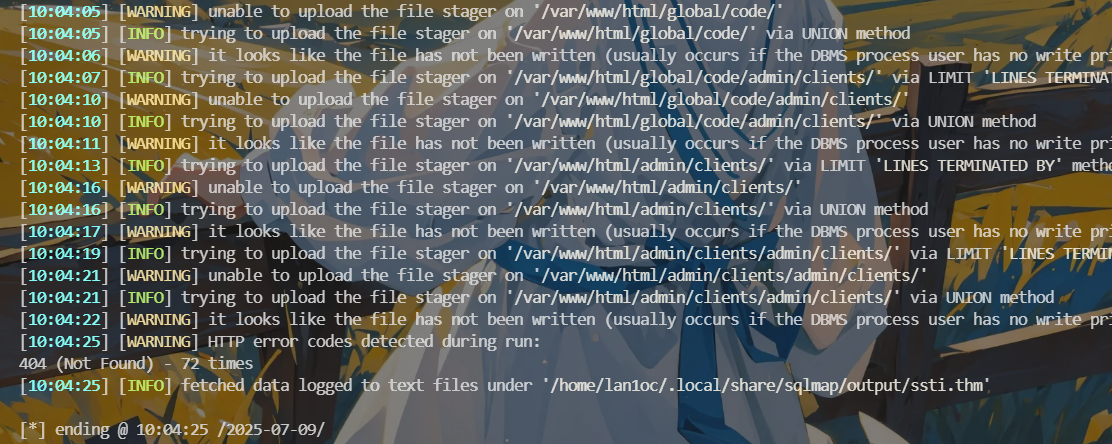 [10:04:05] [WARNING] unable to upload the file stager on '/var/www/html/global/code/'
[10:04:05] [INFO] trying to upload the file stager on '/var/www/html/global/code/' via UNION method
[10:04:06] [WARNING] it looks like the file has not been written (usually occurs if the DBMS process user has no write pri
[10:04:07] [INFO] trying to upload the file stager on '/var/www/html/global/code/admin/clients/' via LIMIT 'LINES TERMINAT
[10:04:10] [WARNING] unable to upload the file stager on '/var/www/html/global/code/admin/clients/'
[10:04:10] [INFO] trying to upload the file stager on '/var/www/html/global/code/admin/clients/' via UNION method
[10:04:11] [WARNING] it looks like the file has not been written (usually occurs if the DBMS process user has no write pri
[10:04:13] [INFO] trying to upload the file stager on '/var/www/html/admin/clients/' via LIMIT 'LINES TERMINATED BY' metho
[10:04:16] [WARNING] unable to upload the file stager on '/var/www/html/admin/clients/'
[10:04:16] [INFO] trying to upload the file stager on '/var/www/html/admin/clients/' via UNION method
[10:04:17] [WARNING] it looks like the file has not been written (usually occurs if the DBMS process user has no write pri
[10:04:19] [INFO] trying to upload the file stager on '/var/www/html/admin/clients/admin/clients/' via LIMIT 'LINES TERMIN
[10:04:21] [WARNING] unable to upload the file stager on '/var/www/html/admin/clients/admin/clients/'
[10:04:21] [INFO] trying to upload the file stager on '/var/www/html/admin/clients/admin/clients/' via UNION method
[10:04:22] [WARNING] it looks like the file has not been written (usually occurs if the DBMS process user has no write pri
[10:04:25] [WARNING] HTTP error codes detected during run:
404 (Not Found) - 72 times
[10:04:25] [INFO] fetched data logged to text files under '/home/lan1oc/.local/share/sqlmap/output/ssti.thm'
[*] ending @ 10:04:25 /2025-07-09/